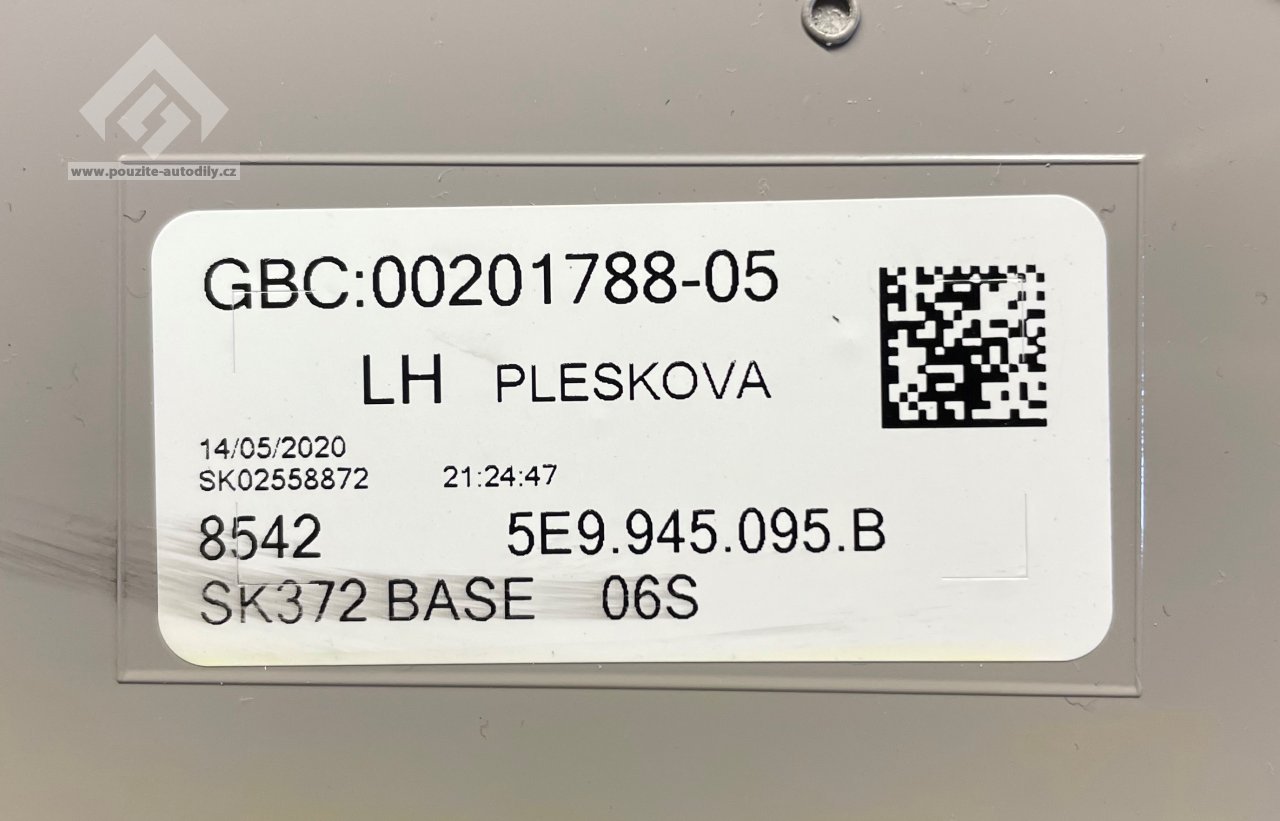 www.pouzite-autodily.cz
GBC:00201788-05
LH PLESKOVA
14/05/2020
SK02558872 21:24:47
8542 5E9.945.095.B
SK372 BASE 06S